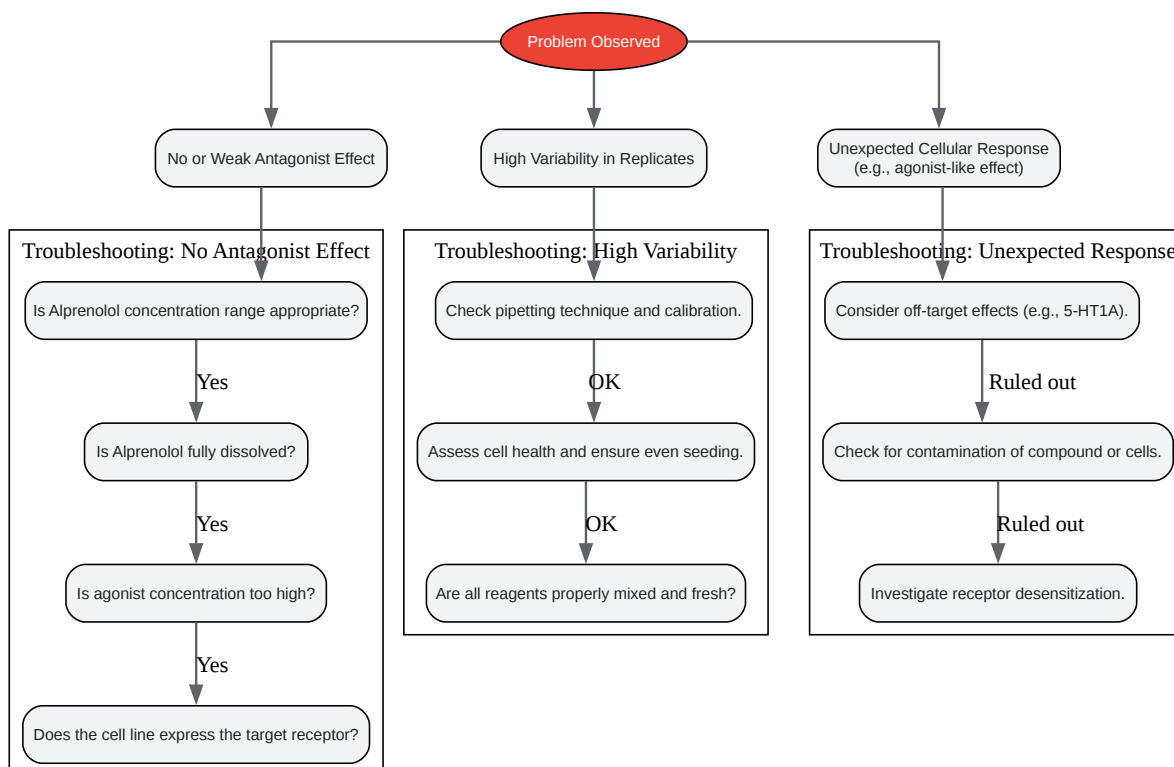 Problem Observed
No or Weak Antagonist Effect
High Variability in Replicates
Unexpected Cellular Response
(e.g., agonist-like effect)
Troubleshooting: No Antagonist Effect
Is Alprenolol concentration range appropriate?
Yes
Is Alprenolol fully dissolved?
Yes
Is agonist concentration too high?
Yes
Does the cell line express the target receptor?
Troubleshooting: High Variability
Check pipetting technique and calibration.
OK
Assess cell health and ensure even seeding.
OK
Are all reagents properly mixed and fresh?
Troubleshooting: Unexpected Response
Consider off-target effects (e.g., 5-HT1A).
Ruled out
Check for contamination of compound or cells.
Ruled out
Investigate receptor desensitization.